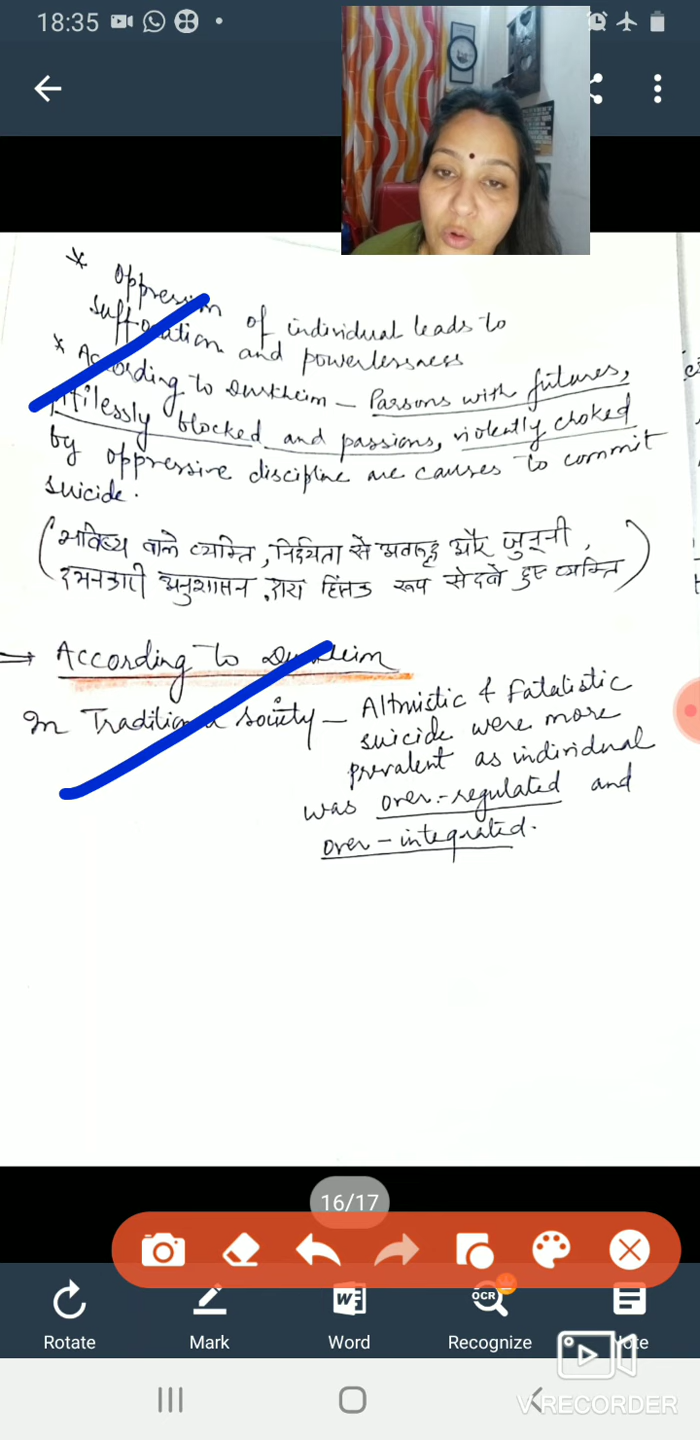 18:35
* Oppression of individual leads to
suffocation and powerlessness
* According to Durkheim – Parsons with futures,
pitilessly blocked and passions, violently choked
by oppressive discipline are causes to commit
suicide.
(भविष्य वाले व्यक्ति, निर्दयता से अवरूद्ध और जुनूनी,
दमनकारी अनुशासन द्वारा हिंसक रूप से दबे हुए व्यक्ति)
⇒ According to Durkheim
In Traditional Society – Altruistic & Fatalistic
suicide were more
prevalent as individual
was over-regulated and
over-integrated.
16/17
OCR
Rotate Mark Word Recognize Note
V RECORDER